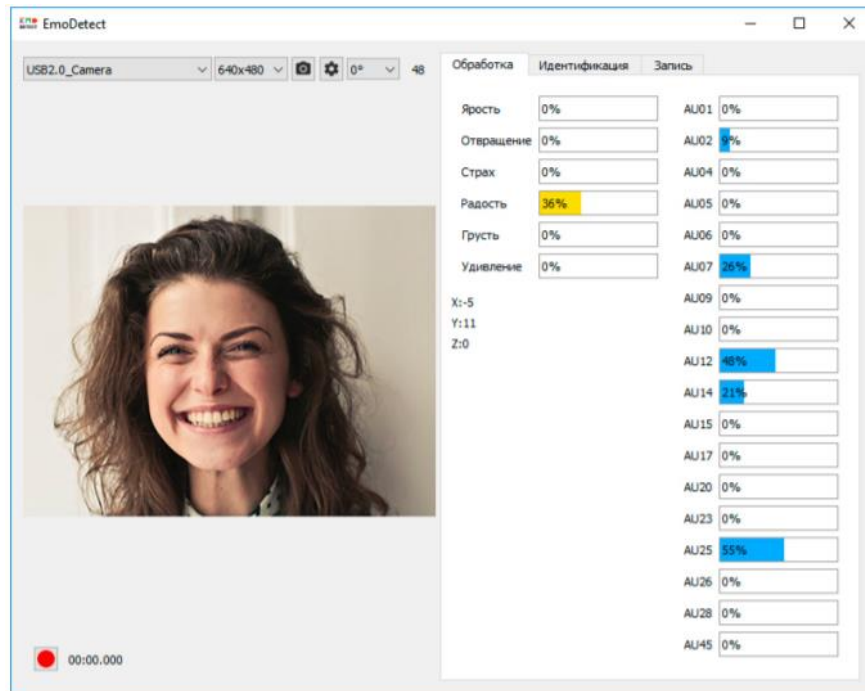 EmoDetect
USB2.0_Camera 640x480 0° 48
Обработка Идентификация Запись
Ярость 0% AU01 0%
Отвращение 0% AU02 9%
Страх 0% AU04 0%
Радость 36% AU05 0%
Грусть 0% AU06 0%
Удивление 0% AU07 26%
X:-5 AU09 0%
Y:11
Z:0 AU10 0%
AU12 48%
AU14 21%
AU15 0%
AU17 0%
AU20 0%
AU23 0%
AU25 55%
AU26 0%
AU28 0%
AU45 0%
00:00.000